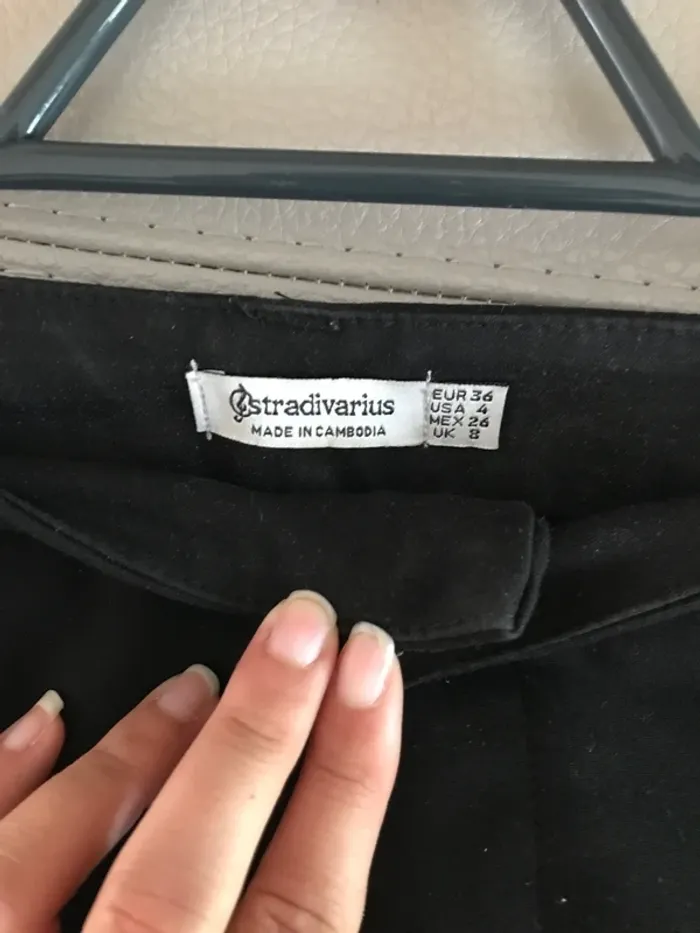 stradivarius
MADE IN CAMBODIA
EUR 36
USA 4
MEX 26
UK 8